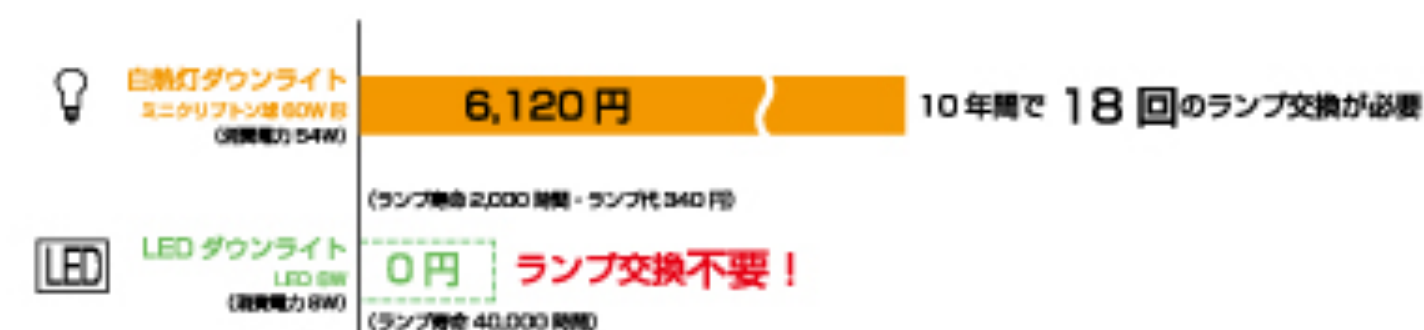 白熱灯ダウンライト
ミニクリプトン球 60W 形
(消費電力 54W)
6,120 円
10 年間で 18 回のランプ交換が必要
(ランプ寿命 2,000 時間・ランプ代 340 円)
LED
LED ダウンライト
LED 8W
(消費電力 8W)
0 円
ランプ交換不要！
(ランプ寿命 40,000 時間)